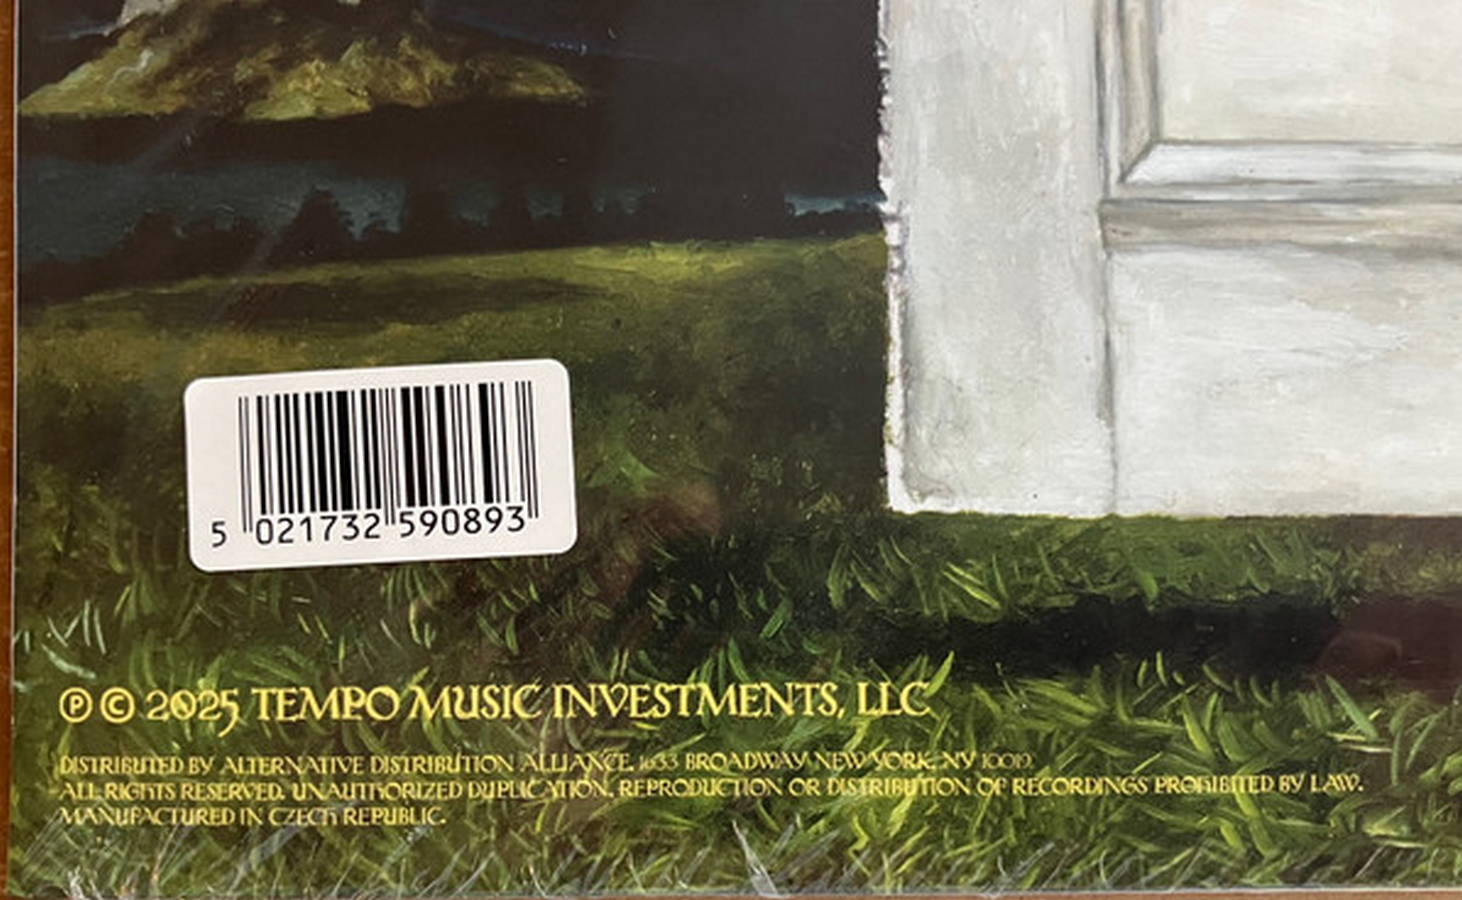 5 021732 590893
℗ © 2025 TEMPO MUSIC INVESTMENTS, LLC
DISTRIBUTED BY ALTERNATIVE DISTRIBUTION ALLIANCE, 1633 BROADWAY NEW YORK, NY 10019.
ALL RIGHTS RESERVED. UNAUTHORIZED DUPLICATION, REPRODUCTION OR DISTRIBUTION OF RECORDINGS PROHIBITED BY LAW.
MANUFACTURED IN CZECH REPUBLIC.